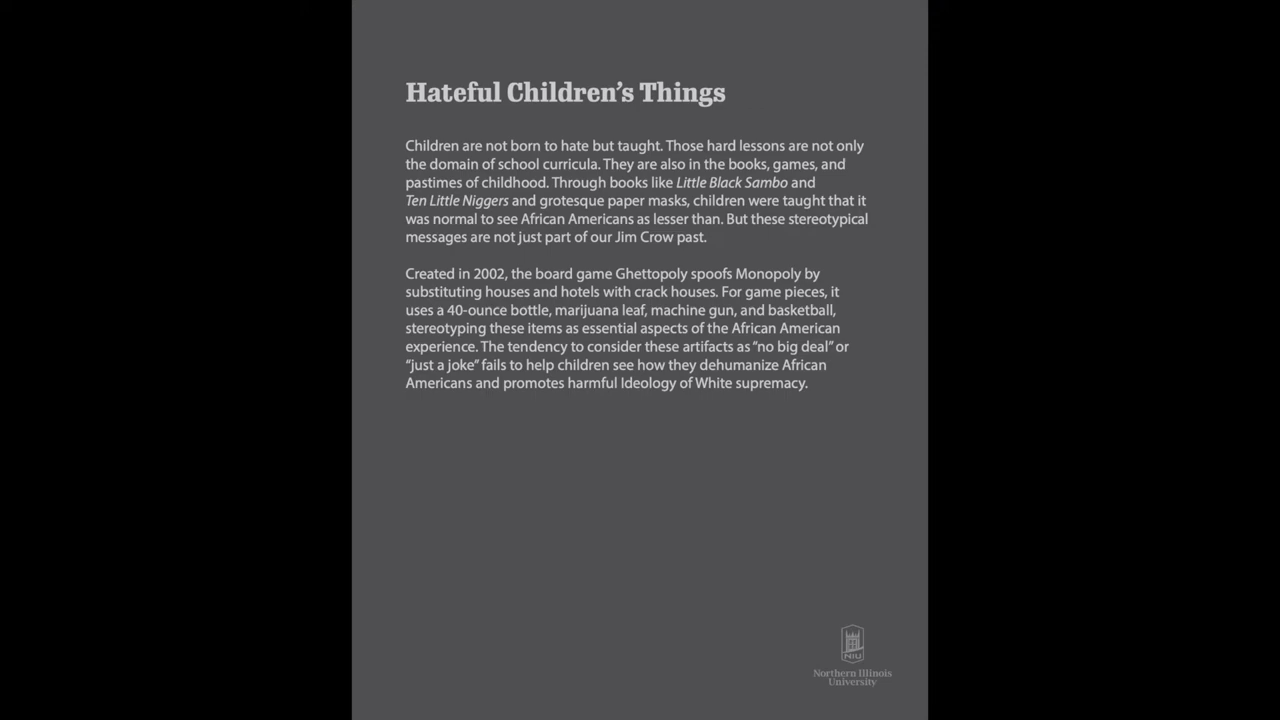 Hateful Children's Things
Children are not born to hate but taught. Those hard lessons are not only
the domain of school curricula. They are also in the books, games, and
pastimes of childhood. Through books like Little Black Sambo and
Ten Little Niggers and grotesque paper masks, children were taught that it
was normal to see African Americans as lesser than. But these stereotypical
messages are not just part of our Jim Crow past.
Created in 2002, the board game Ghettopoly spoofs Monopoly by
substituting houses and hotels with crack houses. For game pieces, it
uses a 40-ounce bottle, marijuana leaf, machine gun, and basketball,
stereotyping these items as essential aspects of the African American
experience. The tendency to consider these artifacts as “no big deal” or
“just a joke” fails to help children see how they dehumanize African
Americans and promotes harmful Ideology of White supremacy.
NIU
Northern Illinois
University